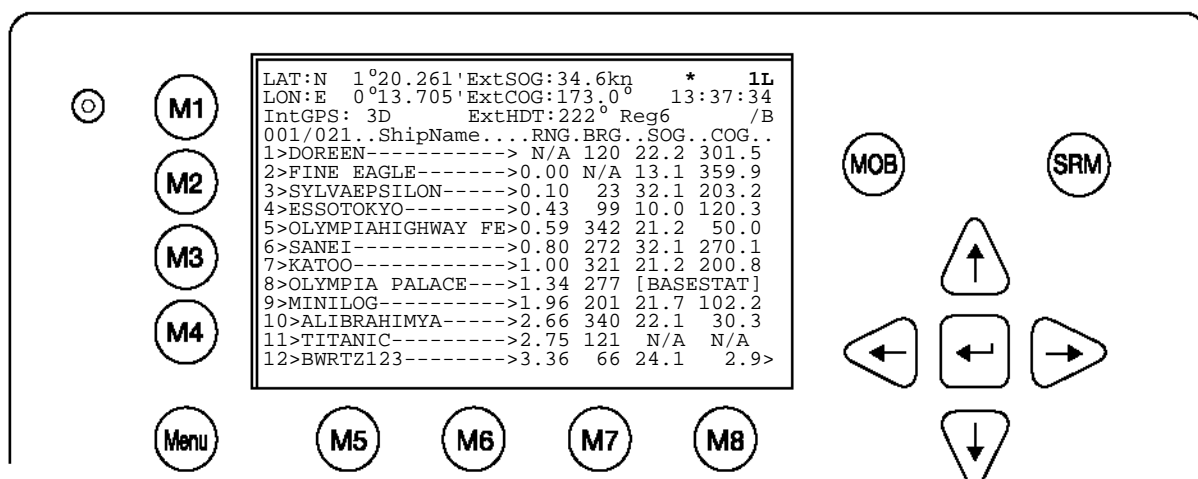 LAT:N 1°20.261'ExtSOG:34.6kn * 1L
LON:E 0°13.705'ExtCOG:173.0° 13:37:34
IntGPS: 3D ExtHDT:222° Reg6 /B
001/021..ShipName....RNG.BRG..SOG..COG..
1>DOREEN-----------> N/A 120 22.2 301.5
2>FINE EAGLE------->0.00 N/A 13.1 359.9
3>SYLVAEPSILON----->0.10 23 32.1 203.2
4>ESSOTOKYO-------->0.43 99 10.0 120.3
5>OLYMPIAHIGHWAY FE>0.59 342 21.2 50.0
6>SANEI------------>0.80 272 32.1 270.1
7>KATOO------------>1.00 321 21.2 200.8
8>OLYMPIA PALACE--->1.34 277 [BASESTAT]
9>MINILOG---------->1.96 201 21.7 102.2
10>ALIBRAHIMYA----->2.66 340 22.1 30.3
11>TITANIC--------->2.75 121 N/A N/A
12>BWRTZ123-------->3.36 66 24.1 2.9>
M1
M2
M3
M4
Menu
M5
M6
M7
M8
MOB
SRM